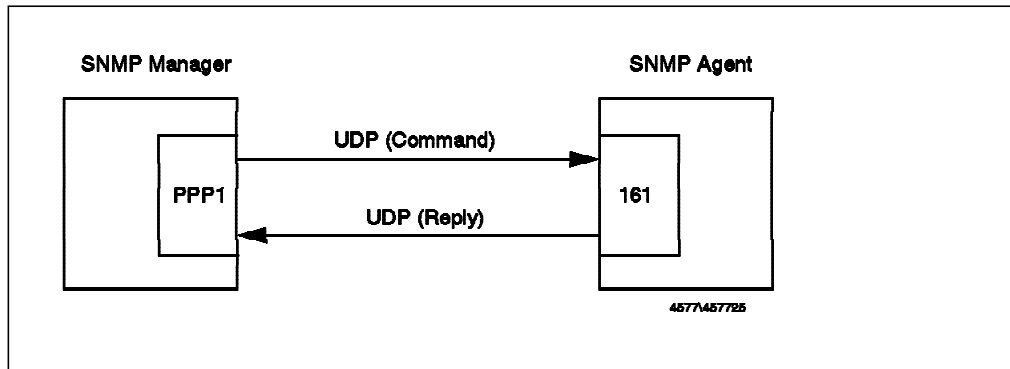 SNMP Manager
SNMP Agent
UDP (Command)
PPP1
161
UDP (Reply)
4577\457725